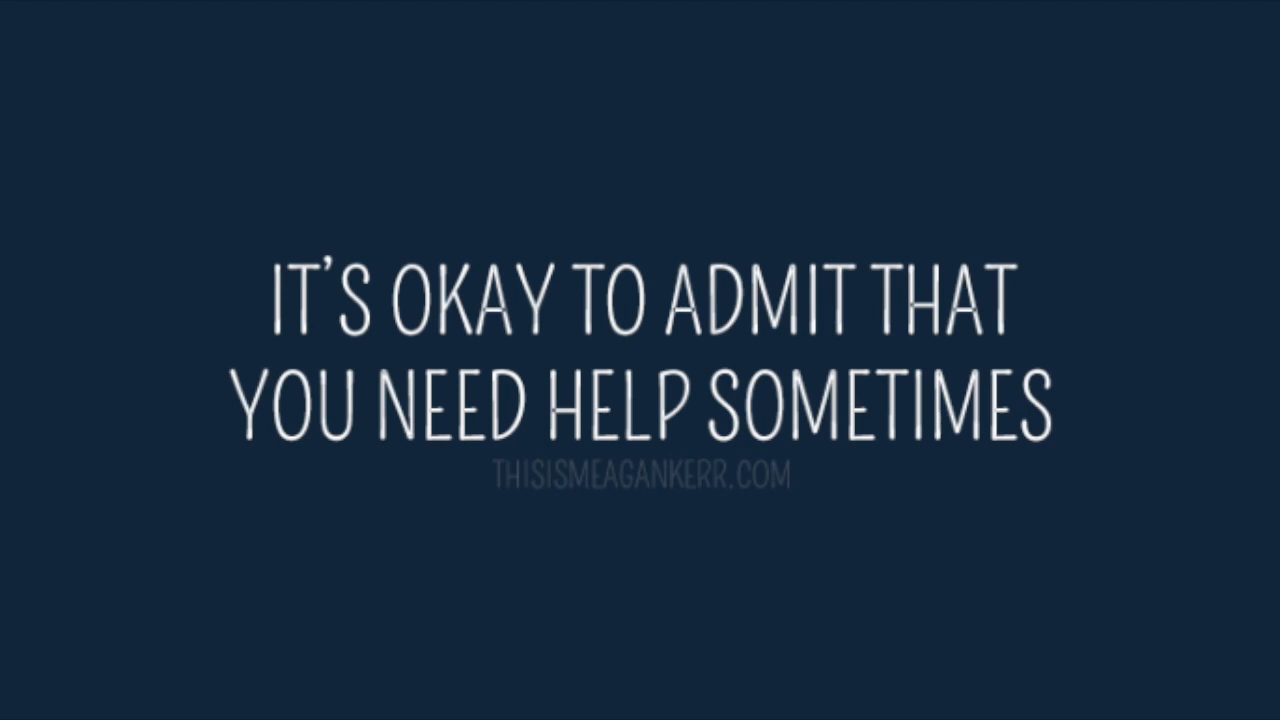 IT'S OKAY TO ADMIT THAT
YOU NEED HELP SOMETIMES
THISISMEAGANKERR.COM